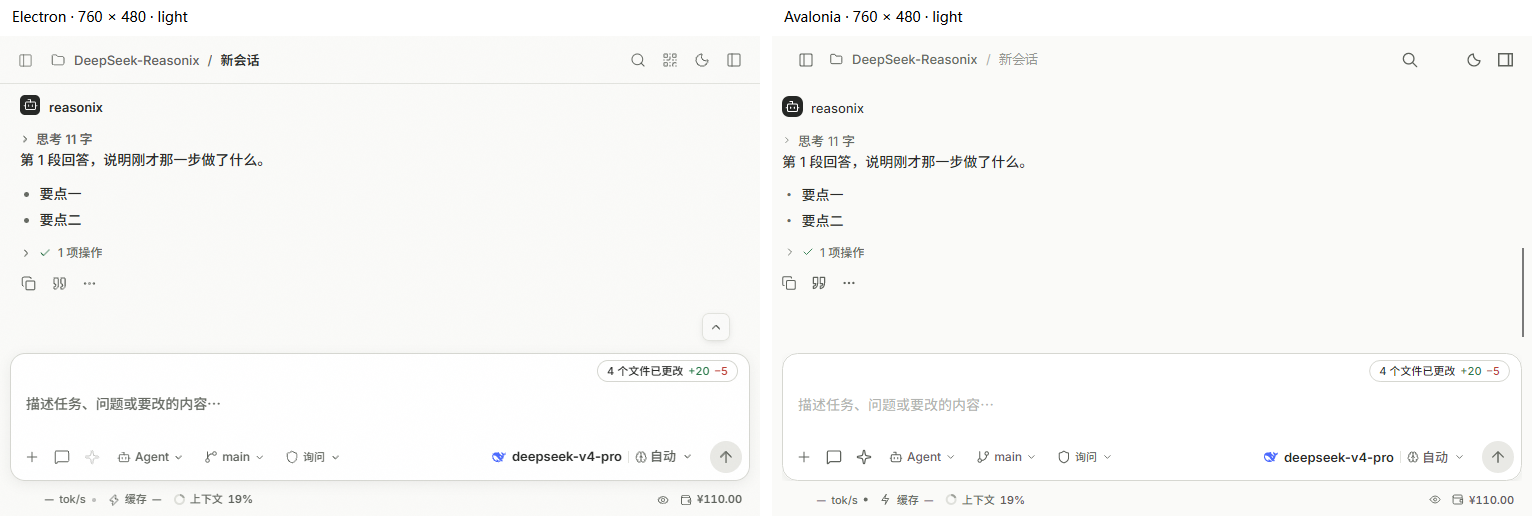 Electron · 760 × 480 · light
DeepSeek-Reasonix / 新会话
reasonix
思考 11 字
第 1 段回答，说明刚才那一步做了什么。
• 要点一
• 要点二
1 项操作
4 个文件已更改 +20 −5
描述任务、问题或要改的内容…
Agent main 询问 deepseek-v4-pro 自动
— tok/s 缓存 — 上下文 19% ¥110.00
Avalonia · 760 × 480 · light
DeepSeek-Reasonix / 新会话
reasonix
思考 11 字
第 1 段回答，说明刚才那一步做了什么。
• 要点一
• 要点二
1 项操作
4 个文件已更改 +20 −5
描述任务、问题或要改的内容…
Agent main 询问 deepseek-v4-pro 自动
— tok/s 缓存 — 上下文 19% ¥110.00